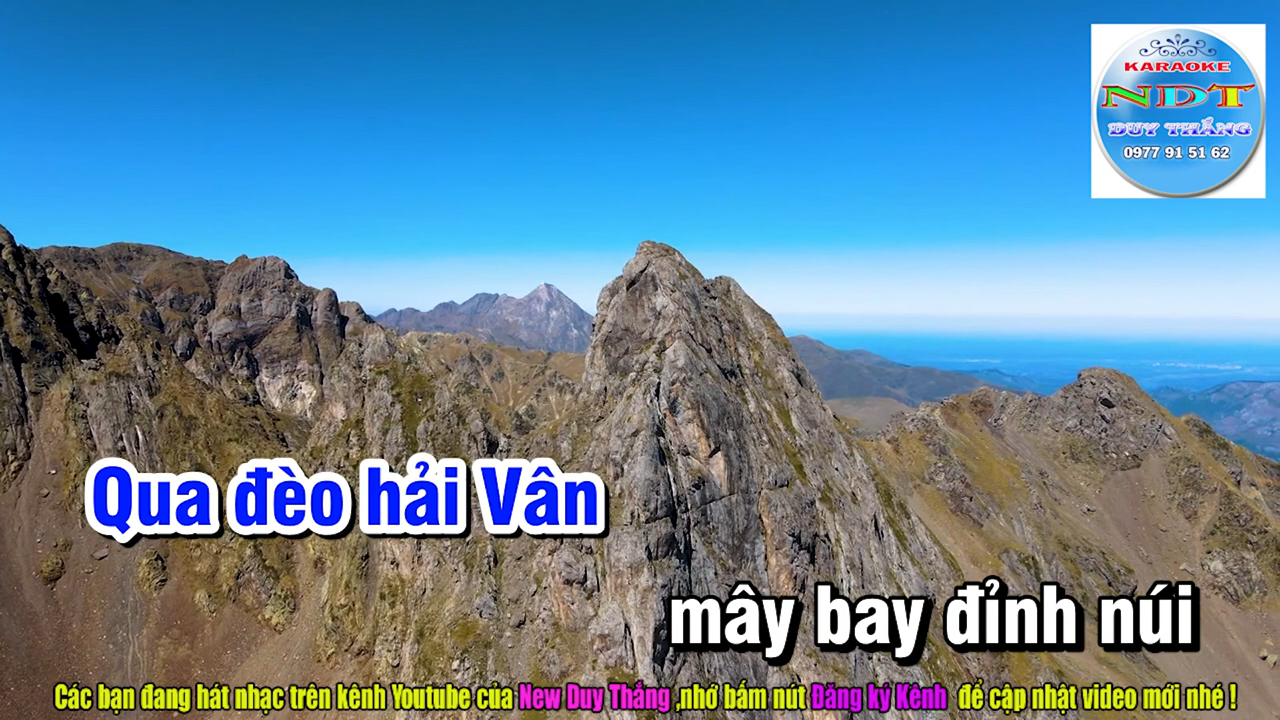 KARAOKE
NDT
DUY THẮNG
0977 91 51 62
Qua đèo hải Vân
mây bay đỉnh núi
Các bạn đang hát nhạc trên kênh Youtube của New Duy Thắng ,nhớ bấm nút Đăng ký Kênh để cập nhật video mới nhé !